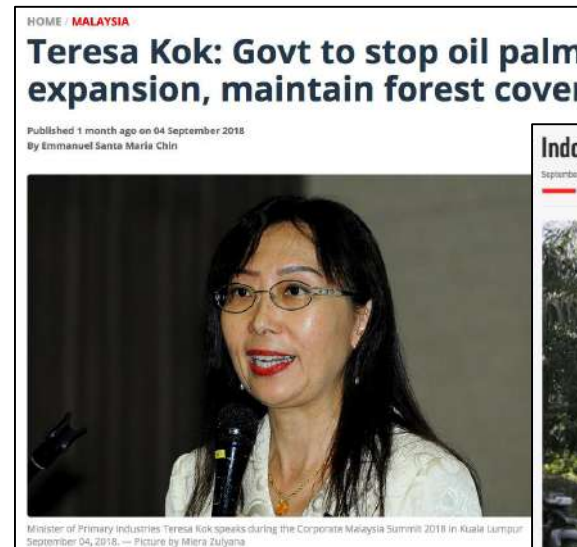 HOME / MALAYSIA
Teresa Kok: Govt to stop oil palm
expansion, maintain forest cover
Published 1 month ago on 04 September 2018
By Emmanuel Santa Maria Chin
Minister of Primary Industries Teresa Kok speaks during the Corporate Malaysia Summit 2018 in Kuala Lumpur
September 04, 2018. — Picture by Miera Zulyana